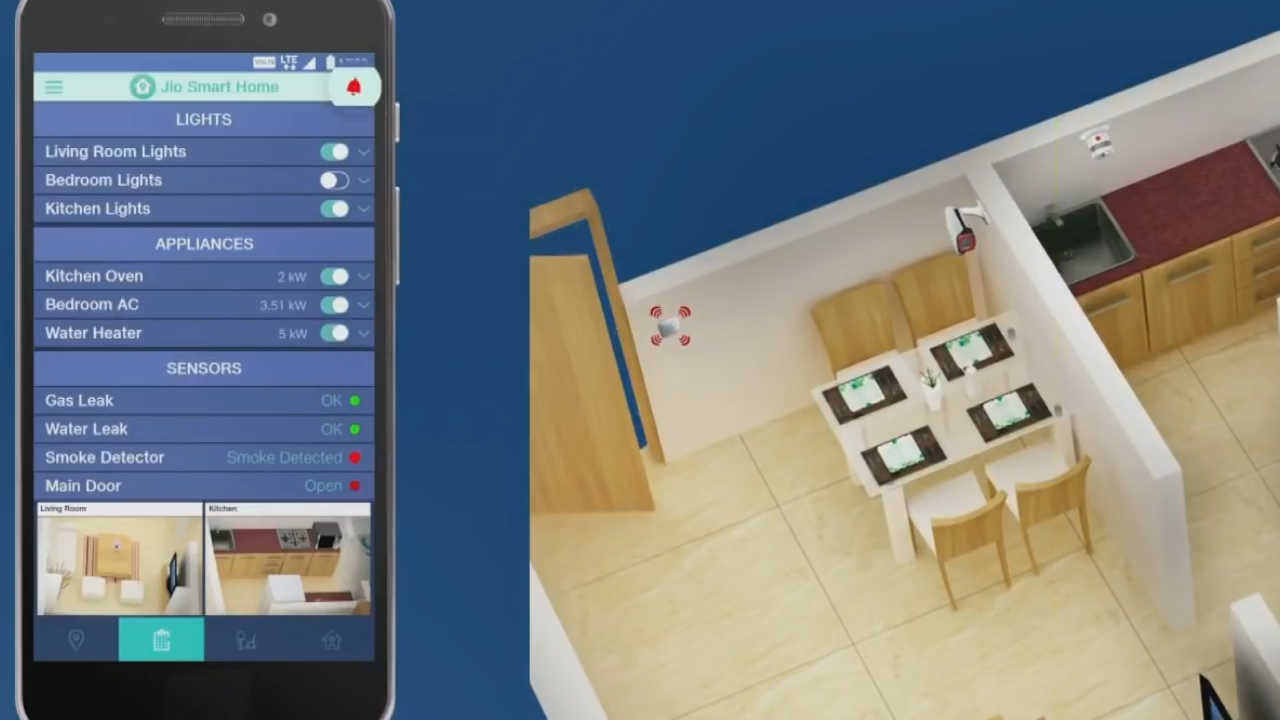 LTE
Jio Smart Home
LIGHTS
Living Room Lights
Bedroom Lights
Kitchen Lights
APPLIANCES
Kitchen Oven 2 kW
Bedroom AC 3.51 kW
Water Heater 5 kW
SENSORS
Gas Leak OK
Water Leak OK
Smoke Detector Smoke Detected
Main Door Open
Living Room Kitchen